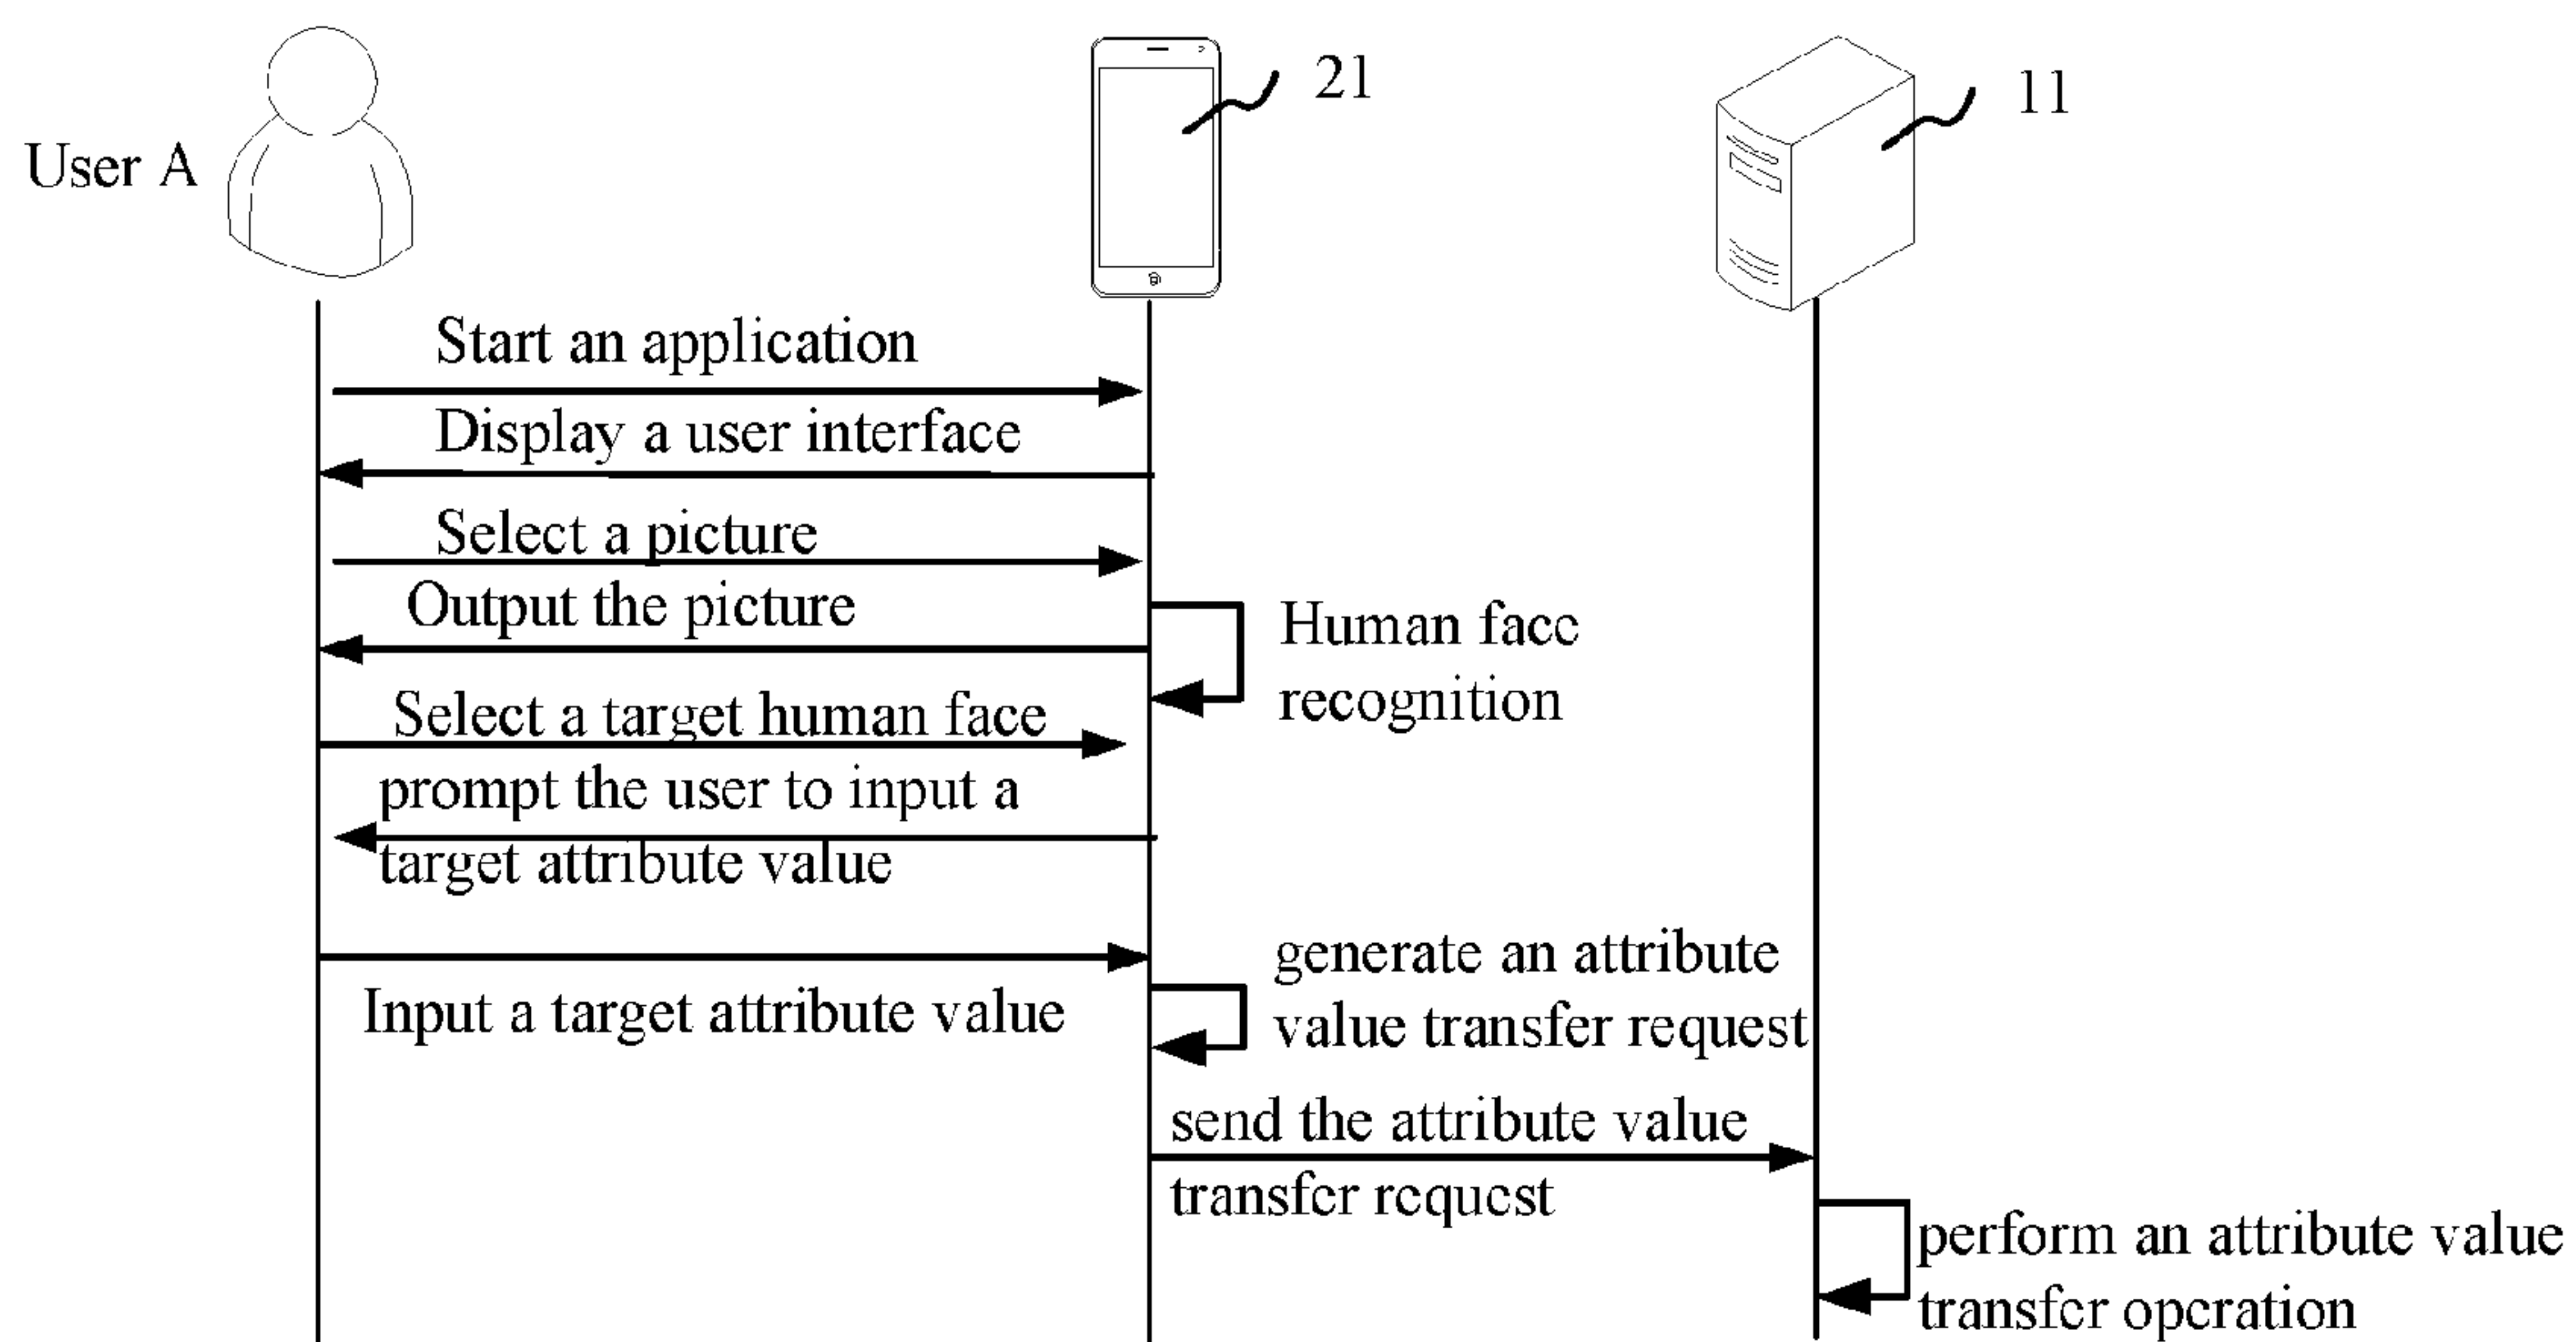 21
11
User A
Start an application
Display a user interface
Select a picture
Output the picture
Human face
recognition
Select a target human face
prompt the user to input a
target attribute value
generate an attribute
value transfer request
Input a target attribute value
send the attribute value
transfer request
perform an attribute value
transfer operation